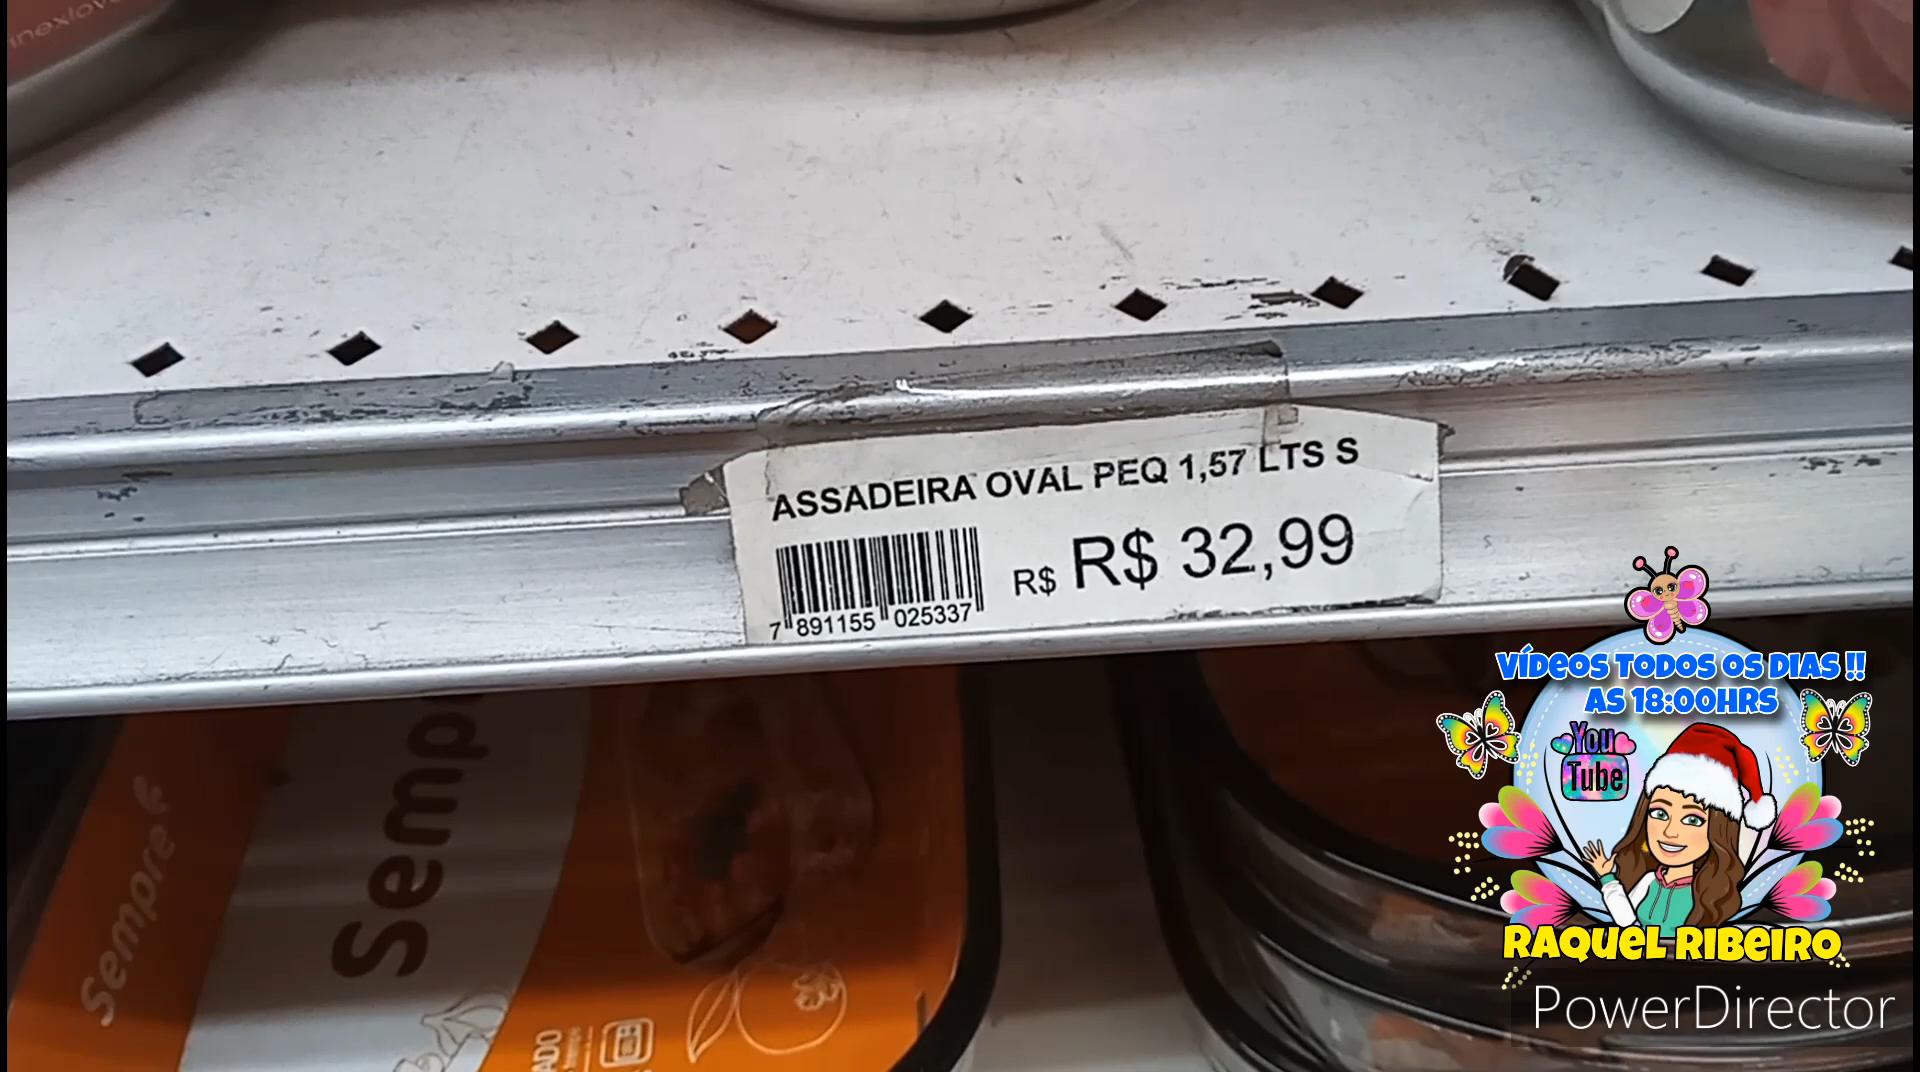 nexlov
ASSADEIRA OVAL PEQ 1,57 LTS S
R$ R$ 32,99
7 891155 025337
VÍDEOS TODOS OS DIAS !!
AS 18:00HRS
You
Tube
RAQUEL RIBEIRO
PowerDirector
Sempre
Semp